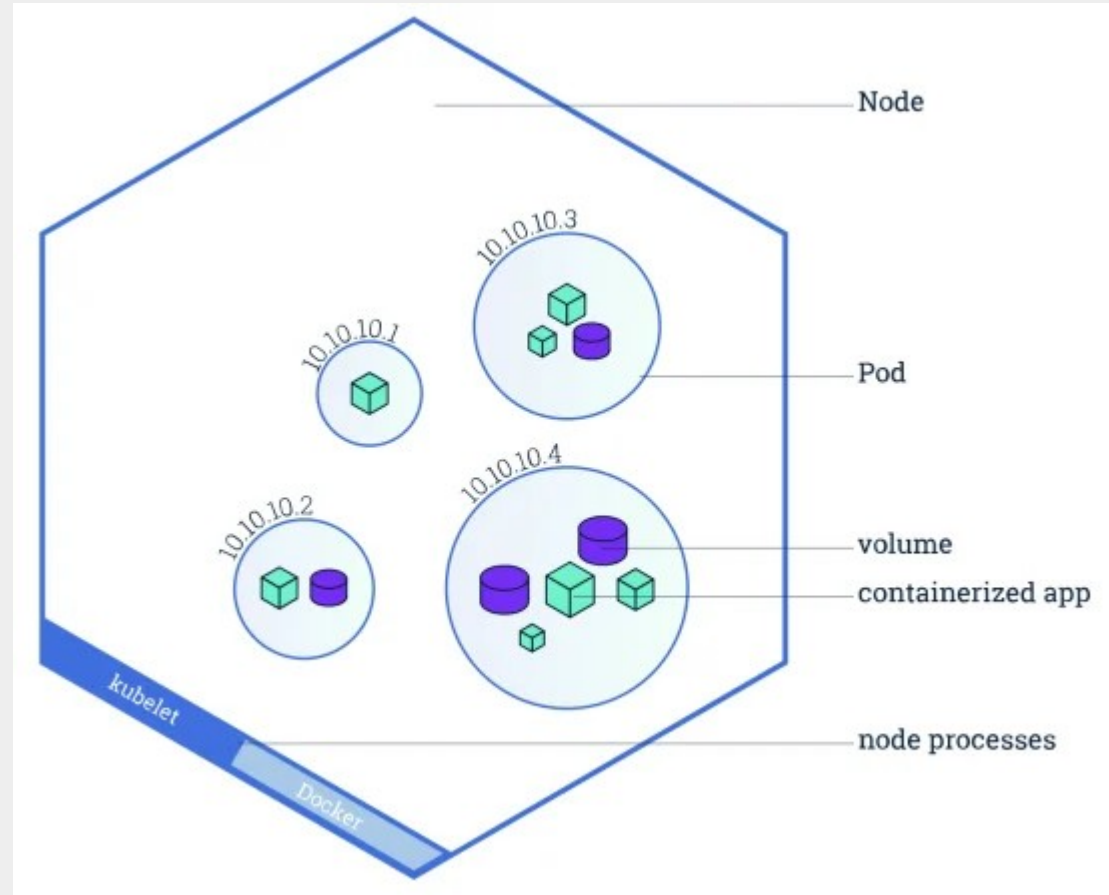 Node
10.10.10.3
10.10.10.1
Pod
10.10.10.4
10.10.10.2
volume
containerized app
kubelet
node processes
Docker